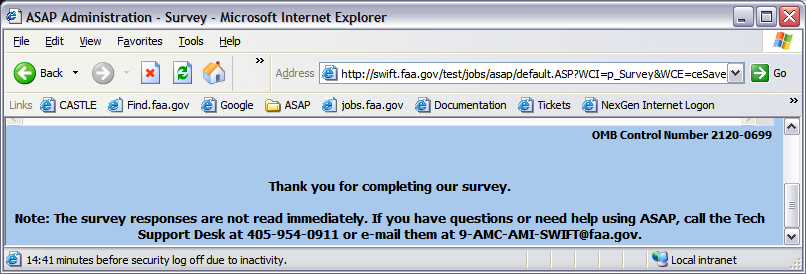 ASAP Administration - Survey - Microsoft Internet Explorer
File Edit View Favorites Tools Help
Back » Address http://swift.faa.gov/test/jobs/asap/default.ASP?WCI=p_Survey&WCE=ceSave Go
Links CASTLE Find.faa.gov Google ASAP jobs.faa.gov Documentation Tickets NexGen Internet Logon
OMB Control Number 2120-0699
Thank you for completing our survey.
Note: The survey responses are not read immediately. If you have questions or need help using ASAP, call the Tech
Support Desk at 405-954-0911 or e-mail them at 9-AMC-AMI-SWIFT@faa.gov.
14:41 minutes before security log off due to inactivity. Local intranet